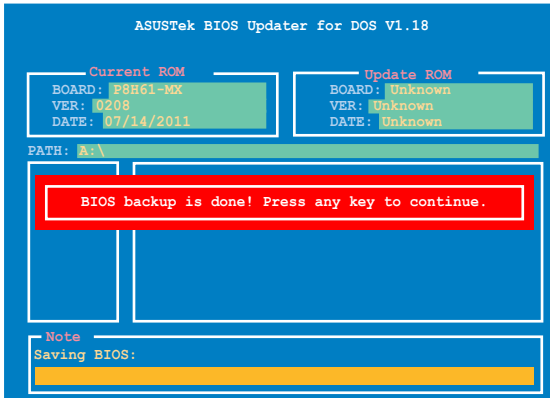 ASUSTek BIOS Updater for DOS V1.18
Current ROM
BOARD: P8H61-MX
VER: 0208
DATE: 07/14/2011
Update ROM
BOARD: Unknown
VER: Unknown
DATE: Unknown
PATH: A:\
BIOS backup is done! Press any key to continue.
Note
Saving BIOS: